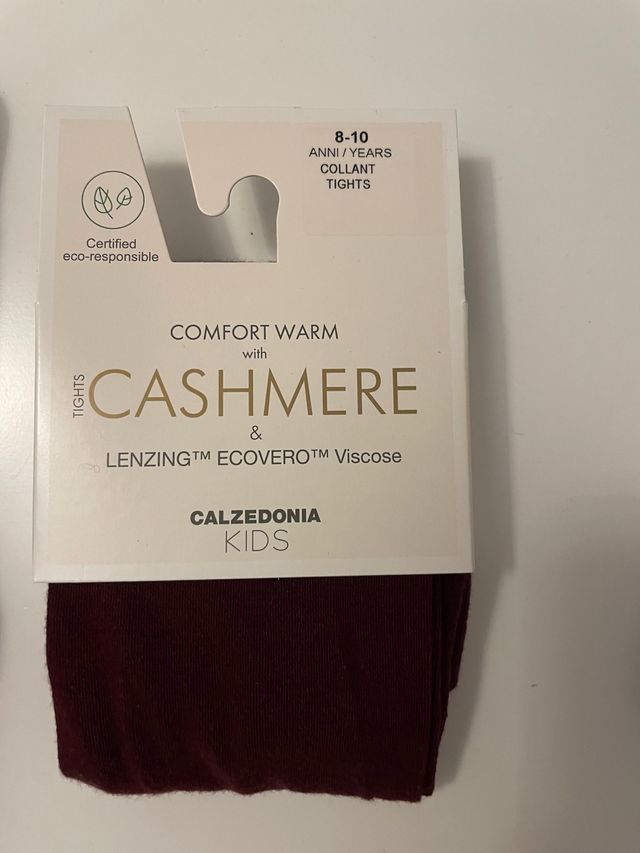 8-10
ANNI / YEARS
COLLANT
TIGHTS
Certified
eco-responsible
COMFORT WARM
with
TIGHTS
CASHMERE
&
LENZING™ ECOVERO™ Viscose
CALZEDONIA
KIDS